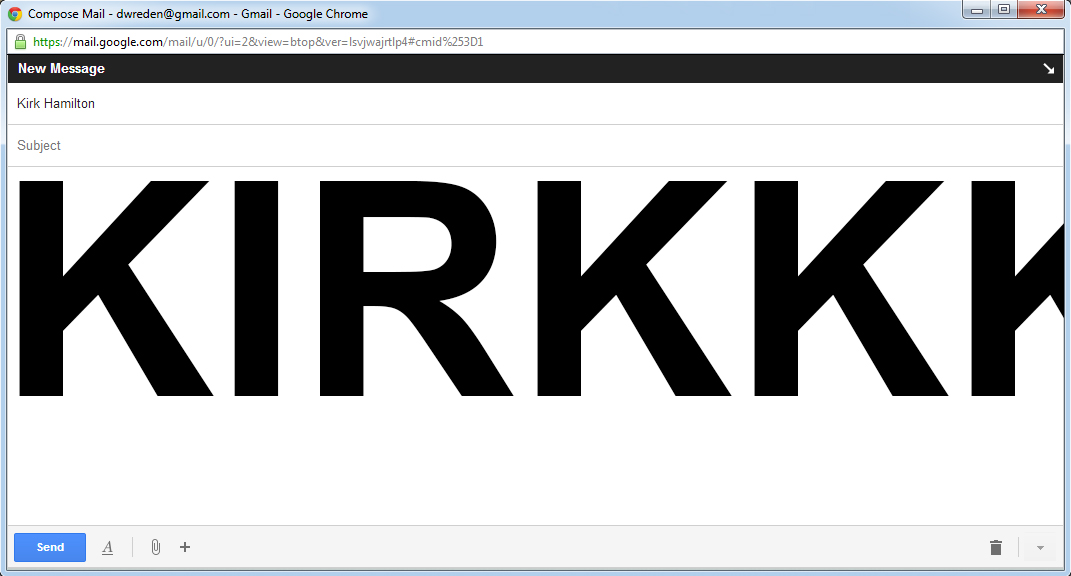 Compose Mail - dwreden@gmail.com - Gmail - Google Chrome
https://mail.google.com/mail/u/0/?ui=2&view=btop&ver=lsvjwajrtlp4#cmid%253D1
New Message
Kirk Hamilton
Subject
KIRKKK
Send
A